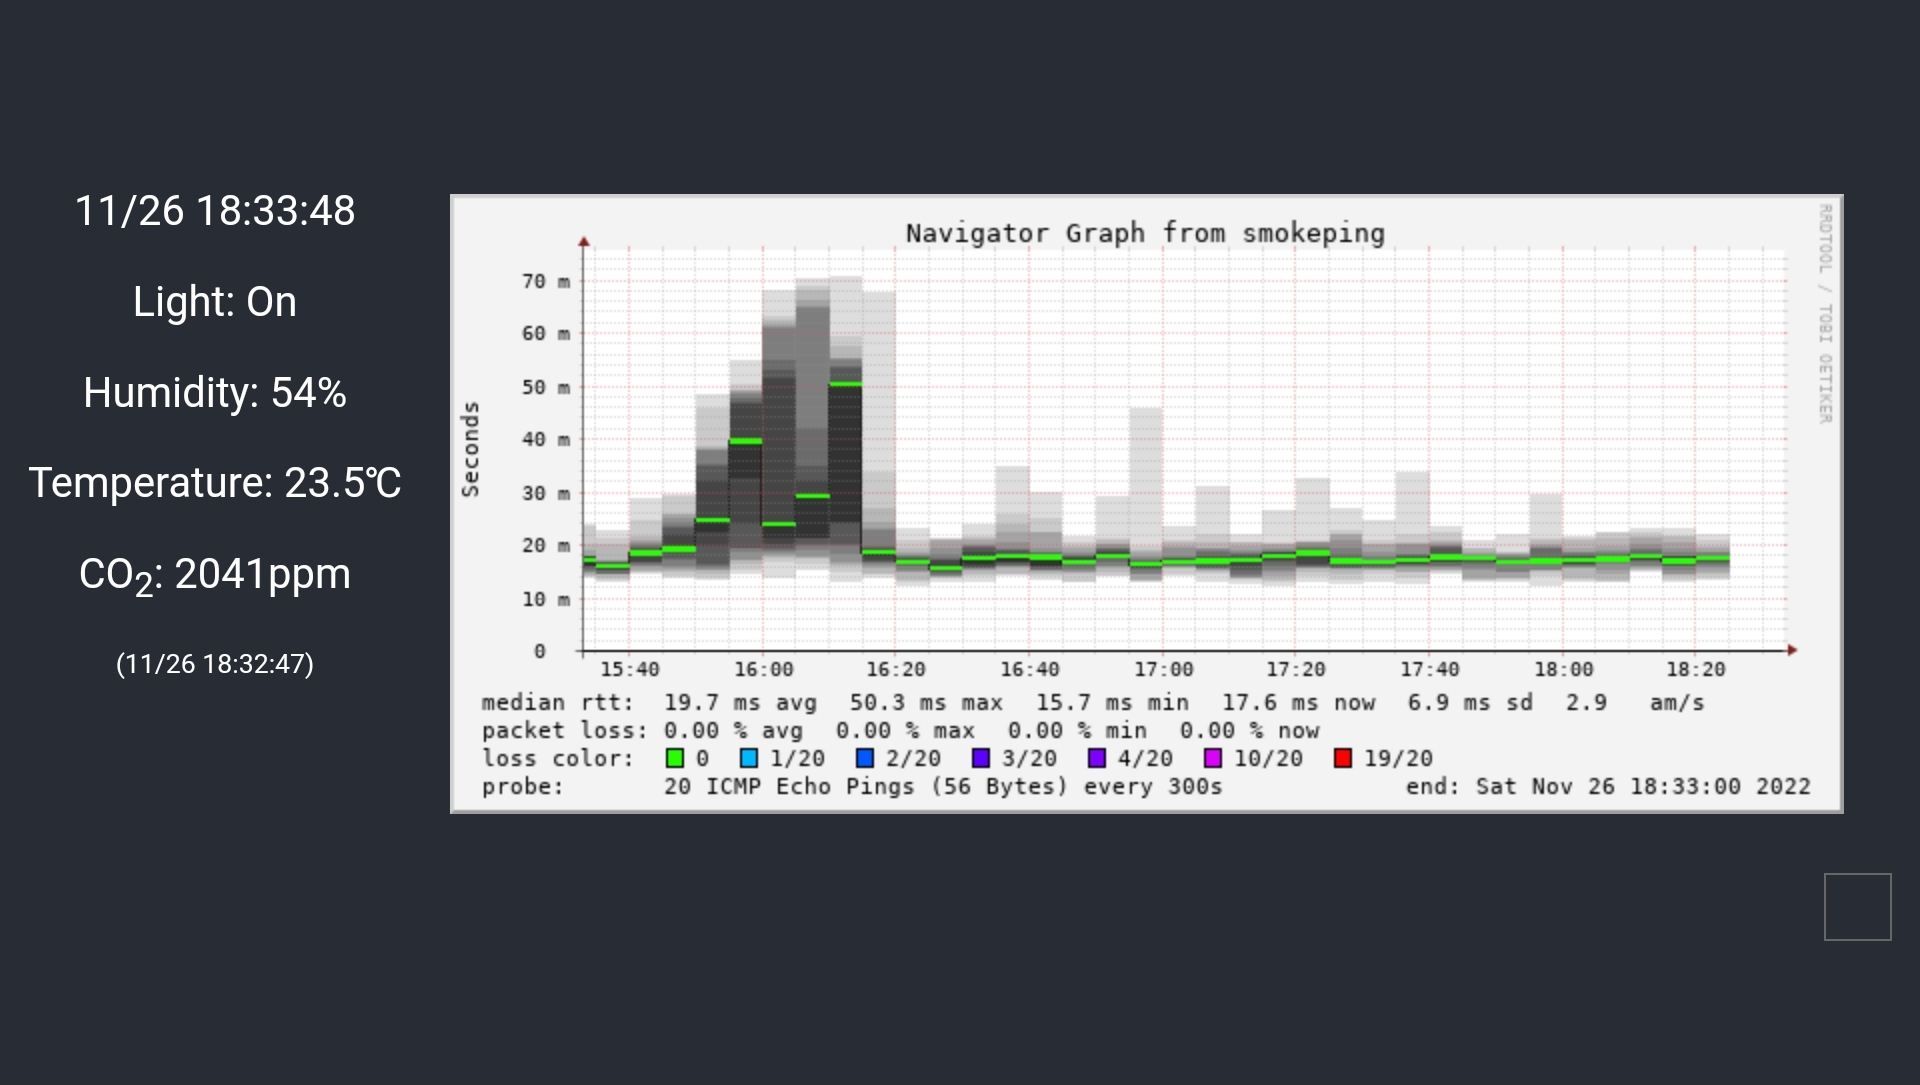 11/26 18:33:48
Light: On
Humidity: 54%
Temperature: 23.5℃
CO2: 2041ppm
(11/26 18:32:47)
Navigator Graph from smokeping
RRDTOOL / TOBI OETIKER
Seconds
70 m
60 m
50 m
40 m
30 m
20 m
10 m
0
15:40 16:00 16:20 16:40 17:00 17:20 17:40 18:00 18:20
median rtt: 19.7 ms avg 50.3 ms max 15.7 ms min 17.6 ms now 6.9 ms sd 2.9 am/s
packet loss: 0.00 % avg 0.00 % max 0.00 % min 0.00 % now
loss color: 0 1/20 2/20 3/20 4/20 10/20 19/20
probe: 20 ICMP Echo Pings (56 Bytes) every 300s end: Sat Nov 26 18:33:00 2022